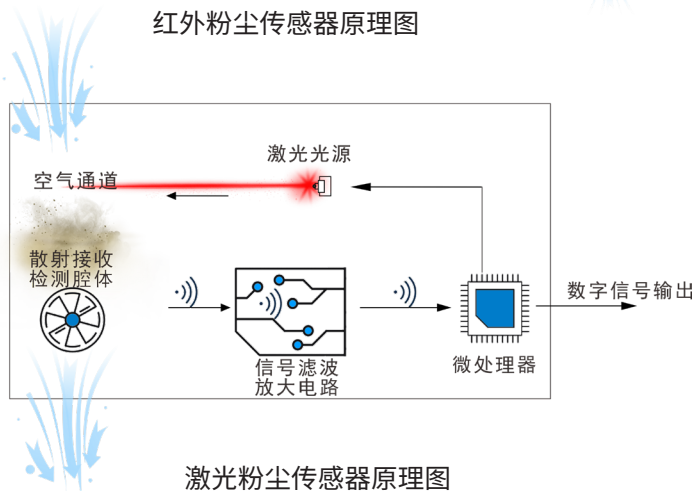 红外粉尘传感器原理图
激光光源
空气通道
散射接收
检测腔体
数字信号输出
信号滤波
放大电路
微处理器
激光粉尘传感器原理图